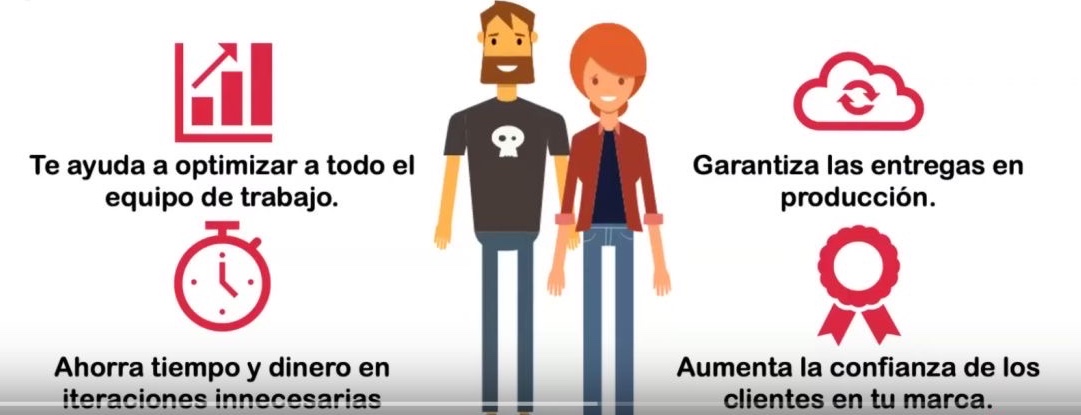 Te ayuda a optimizar a todo el
equipo de trabajo.
Ahorra tiempo y dinero en
iteraciones innecesarias
Garantiza las entregas en
producción.
Aumenta la confianza de los
clientes en tu marca.